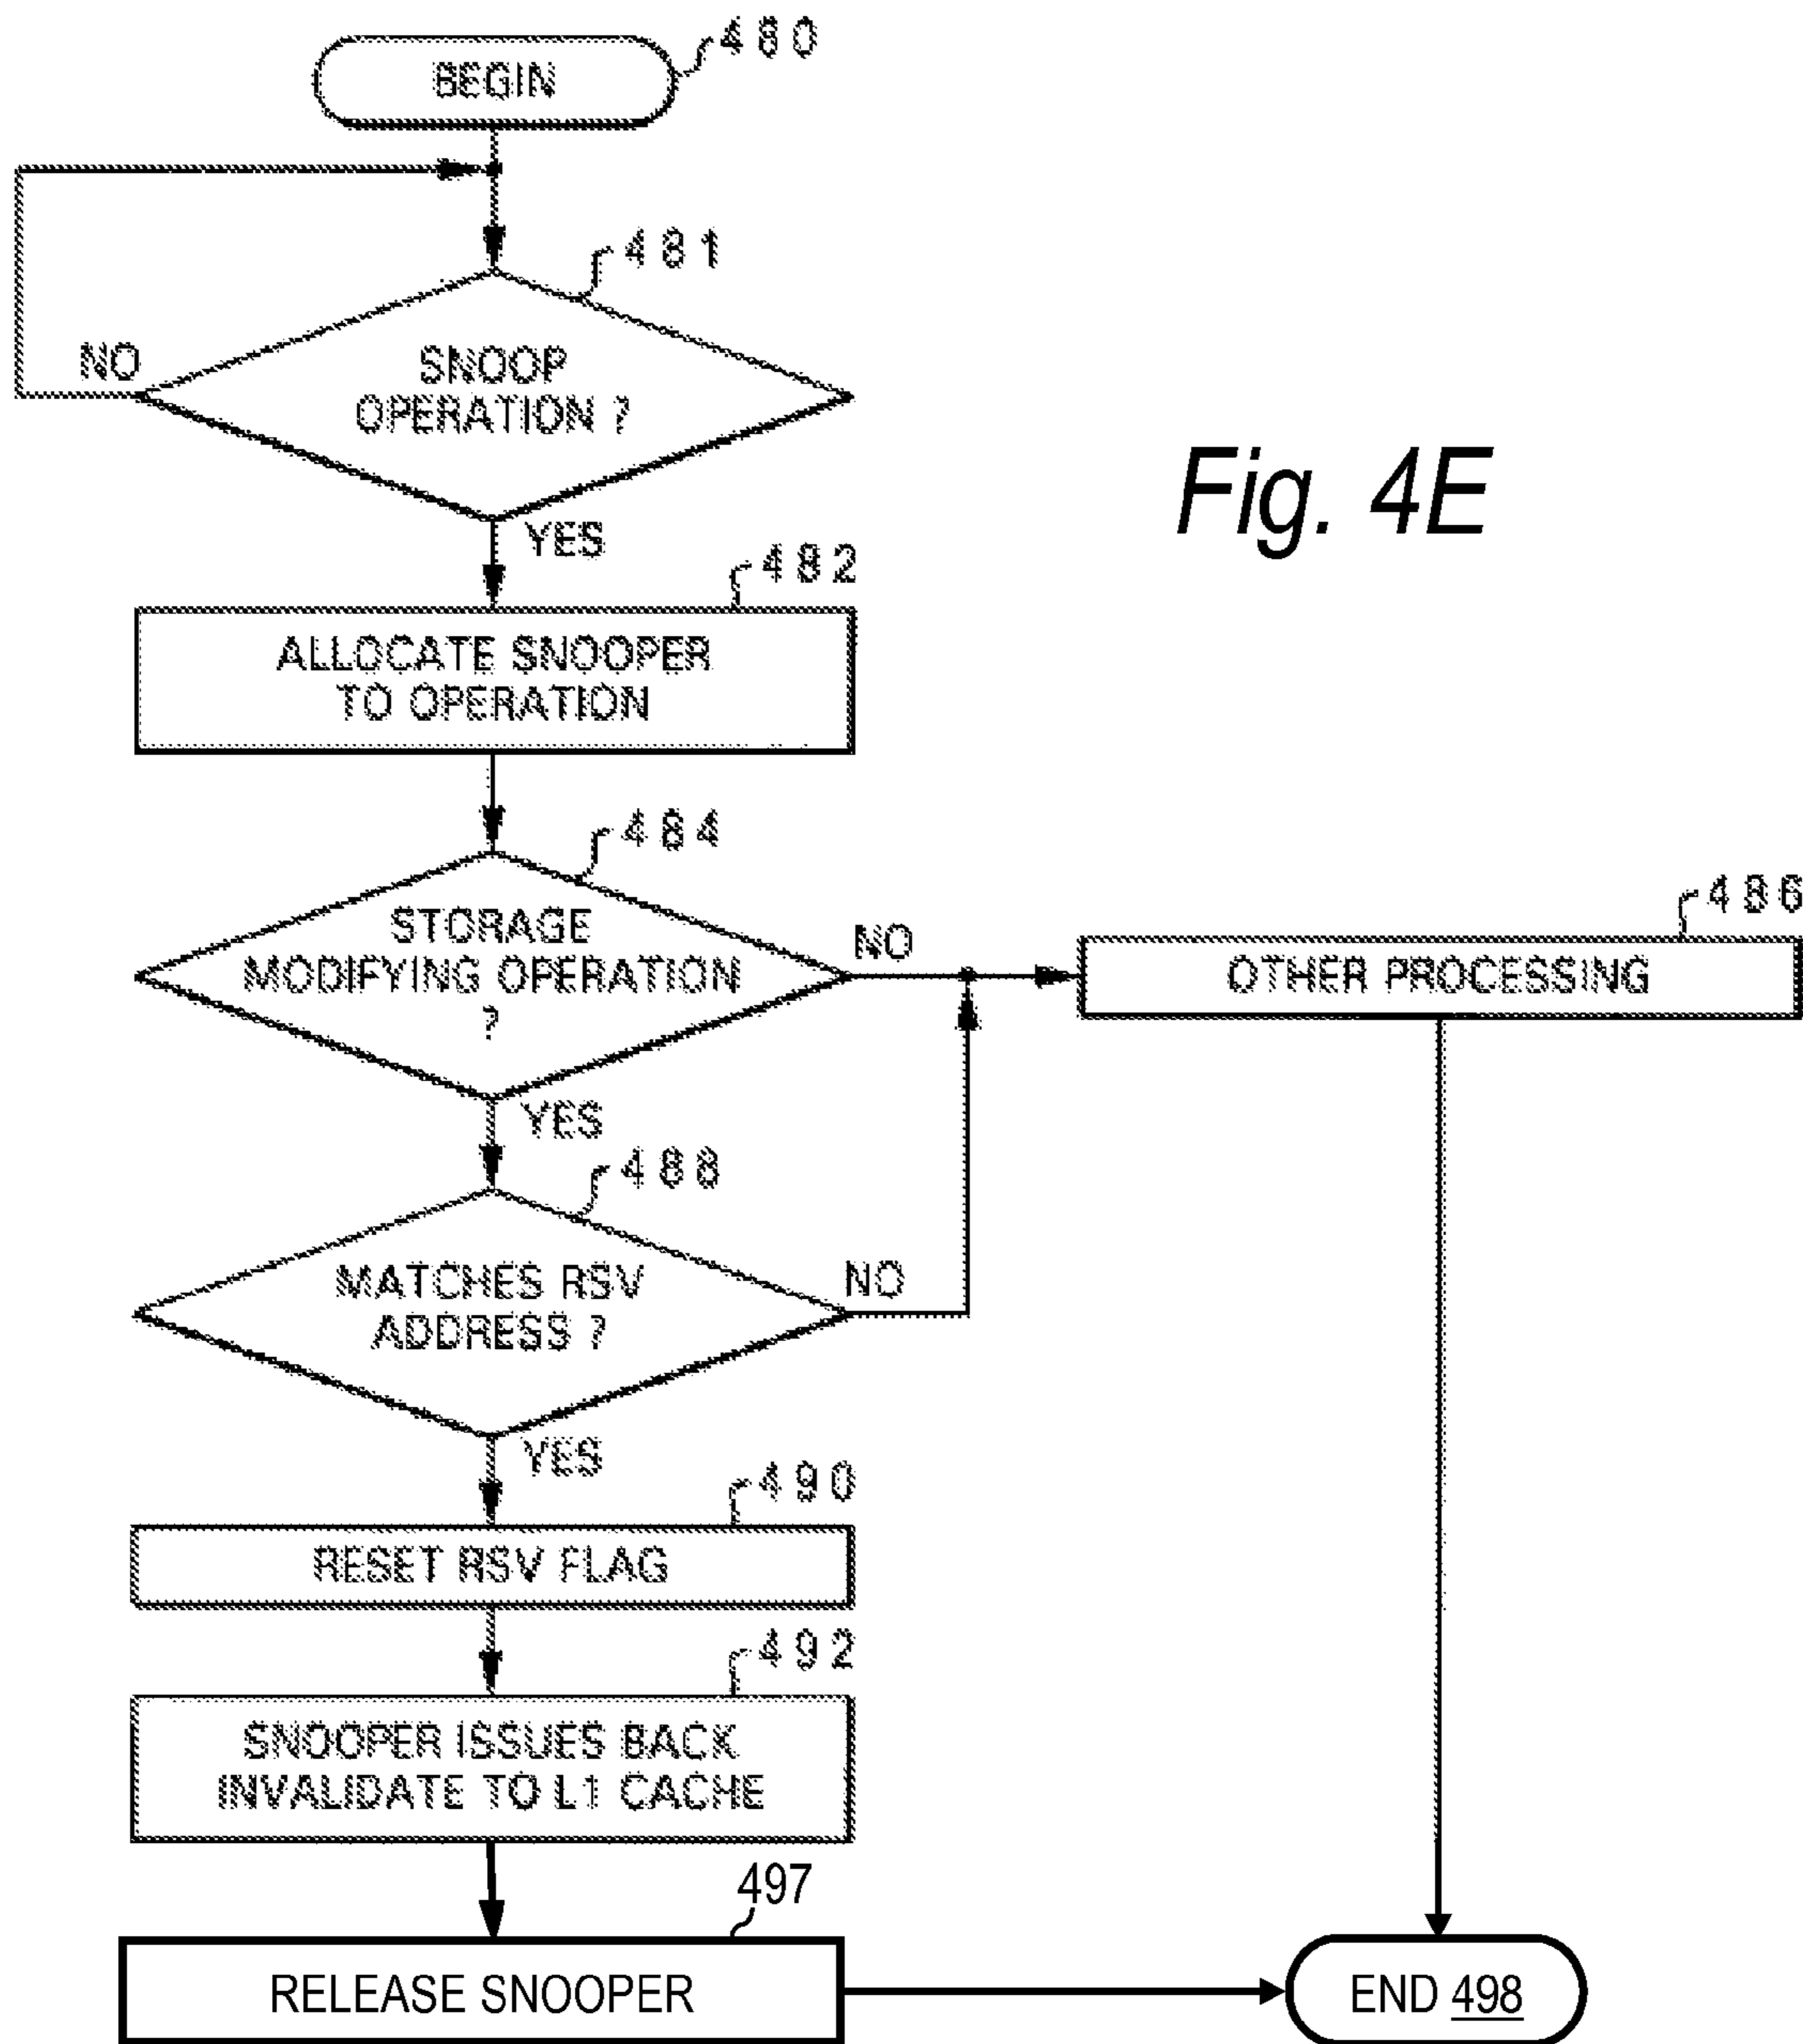 BEGIN
480
481
NO
SNOOP
OPERATION ?
Fig. 4E
YES
482
ALLOCATE SNOOPER
TO OPERATION
484
STORAGE
MODIFYING OPERATION
?
NO
486
OTHER PROCESSING
YES
488
MATCHES RSV
ADDRESS ?
NO
YES
490
RESET RSV FLAG
492
SNOOPER ISSUES BACK
INVALIDATE TO L1 CACHE
497
RELEASE SNOOPER
END 498